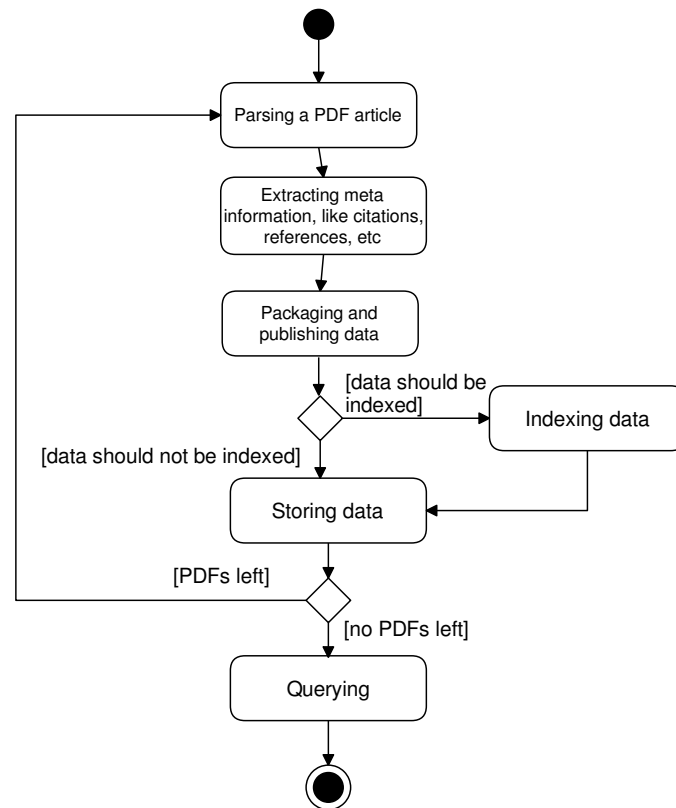 Parsing a PDF article
Extracting meta
information, like citations,
references, etc
Packaging and
publishing data
[data should be
indexed]
Indexing data
[data should not be indexed]
Storing data
[PDFs left]
[no PDFs left]
Querying